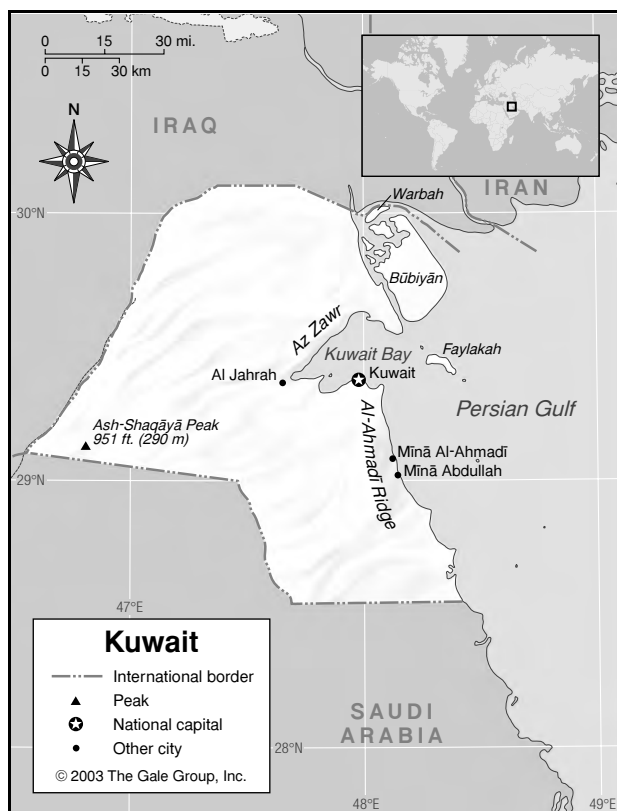 0 15 30 mi.
0 15 30 km
N
IRAQ
IRAN
30°N
Warbah
Būbiyān
Az Zawr
Kuwait Bay
Faylakah
Al Jahrah
Kuwait
Persian Gulf
Ash-Shaqāyā Peak
951 ft. (290 m)
Al-Ahmadī Ridge
Mīnā Al-Ahmadī
Mīnā Abdullah
29°N
47°E
Kuwait
International border
Peak
National capital
Other city
© 2003 The Gale Group, Inc.
SAUDI
ARABIA
28°N
48°E
49°E